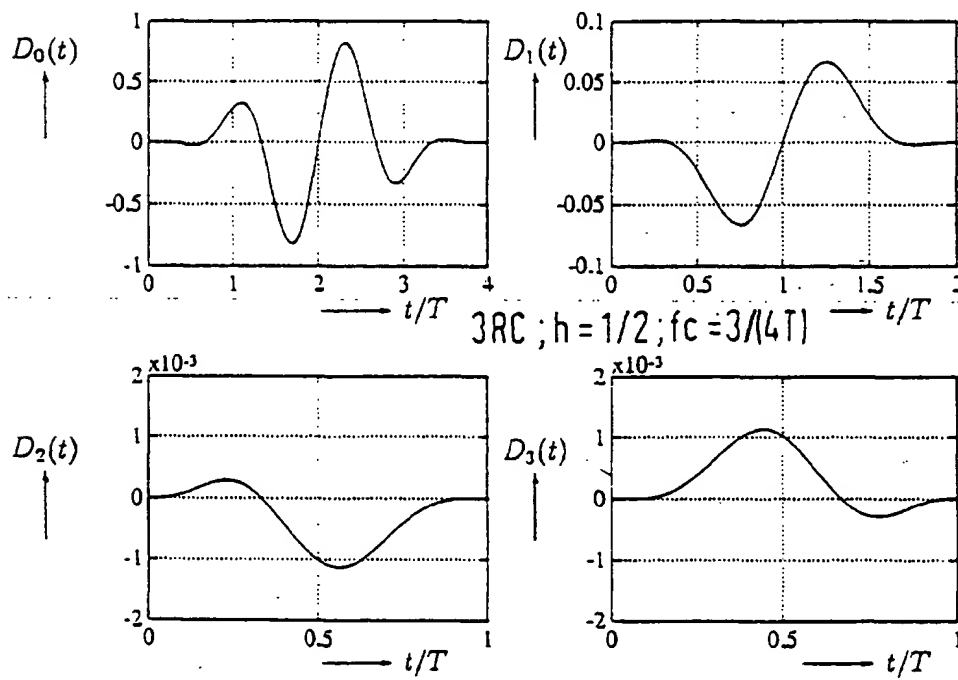 D₀(t)
1
0.5
0
-0.5
-1
0 1 2 3 4
t/T
D₁(t)
0.1
0.05
0
-0.05
-0.1
0 0.5 1 1.5 2
t/T
3RC ; h = 1/2 ; fc = 3/(4T)
x10⁻³
D₂(t)
2
1
0
-1
-2
0 0.5 1
t/T
x10⁻³
D₃(t)
2
1
0
-1
-2
0 0.5 1
t/T